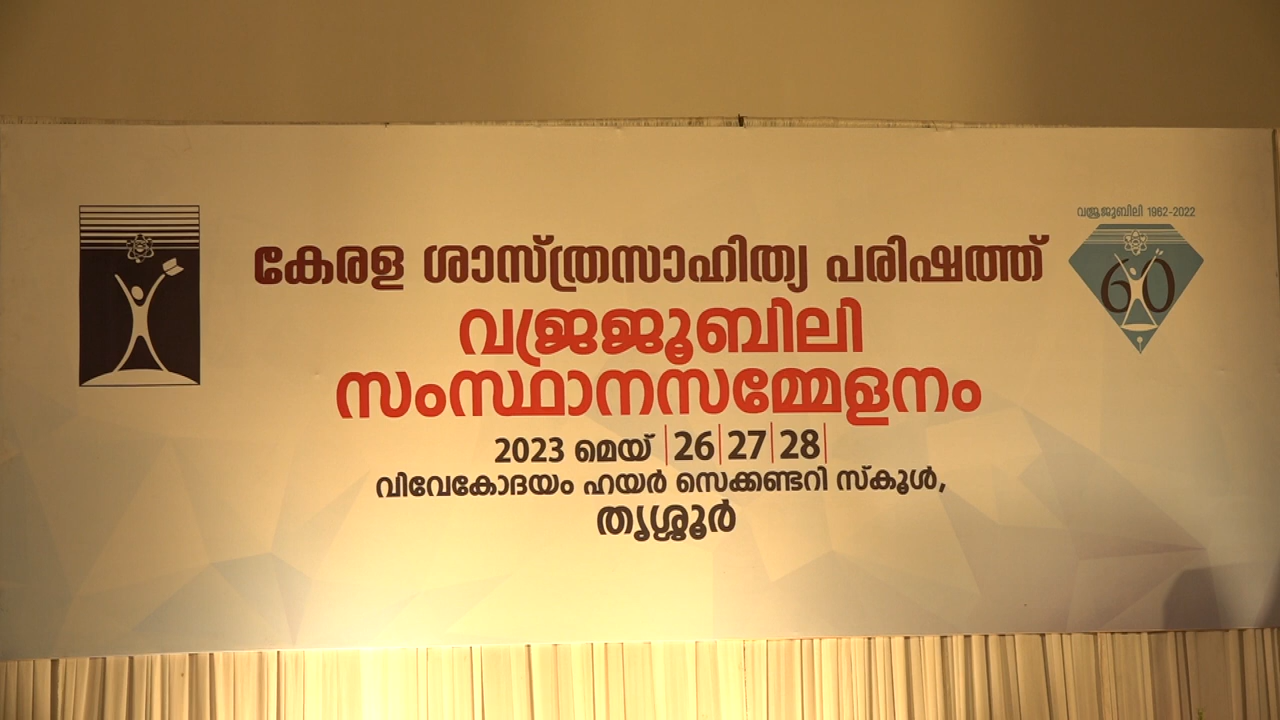 വജ്രജൂബിലി 1962-2022
60
കേരള ശാസ്ത്രസാഹിത്യ പരിഷത്ത്
വജ്രജൂബിലി
സംസ്ഥാനസമ്മേളനം
2023 മെയ് |26|27|28|
വിവേകോദയം ഹയർ സെക്കണ്ടറി സ്കൂൾ,
തൃശ്ശൂർ